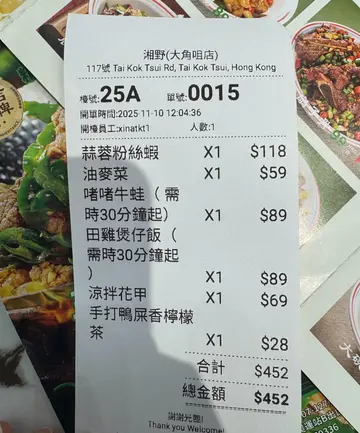 湘野(大角咀店)
117號 Tai Kok Tsui Rd, Tai Kok Tsui, Hong Kong
檯號:25A 單號:0015
開單時間:2025-11-10 12:04:36
開檯員工:xinatkt1 人數:1
蒜蓉粉絲蝦 X1 $118
油麥菜 X1 $59
啫啫牛蛙（需
時30分鐘起） X1 $89
田雞煲仔飯（
需時30分鐘起
） X1 $89
涼拌花甲 X1 $69
手打鴨屎香檸檬
茶 X1 $28
合計 $452
總金額 $452
謝謝光臨!
Thank you Welcome!